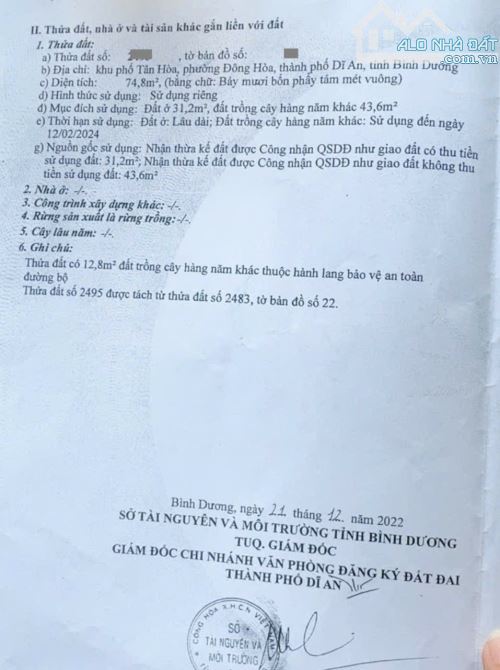 ALO NHÀ ĐẤT
Alonhadat.com.vn
II. Thửa đất, nhà ở và tài sản khác gắn liền với đất
1. Thửa đất:
a) Thửa đất số: , tờ bản đồ số:
b) Địa chỉ: khu phố Tân Hòa, phường Đông Hòa, thành phố Dĩ An, tỉnh Bình Dương
c) Diện tích: 74,8m², (bằng chữ: Bảy mươi bốn phẩy tám mét vuông)
d) Hình thức sử dụng: Sử dụng riêng
đ) Mục đích sử dụng: Đất ở 31,2m², đất trồng cây hàng năm khác 43,6m²
e) Thời hạn sử dụng: Đất ở: Lâu dài; Đất trồng cây hàng năm khác: Sử dụng đến ngày
12/02/2024
g) Nguồn gốc sử dụng: Nhận thừa kế đất được Công nhận QSDĐ như giao đất có thu tiền
sử dụng đất: 31,2m²; Nhận thừa kế đất được Công nhận QSDĐ như giao đất không thu
tiền sử dụng đất: 43,6m²
2. Nhà ở: -/-.
3. Công trình xây dựng khác: -/-.
4. Rừng sản xuất là rừng trồng: -/-.
5. Cây lâu năm: -/-.
6. Ghi chú:
Thửa đất có 12,8m² đất trồng cây hàng năm khác thuộc hành lang bảo vệ an toàn
đường bộ
Thửa đất số 2495 được tách từ thửa đất số 2483, tờ bản đồ số 22.
Bình Dương, ngày 21 tháng 12. năm 2022
SỞ TÀI NGUYÊN VÀ MÔI TRƯỜNG TỈNH BÌNH DƯƠNG
TUQ. GIÁM ĐỐC
GIÁM ĐỐC CHI NHÁNH VĂN PHÒNG ĐĂNG KÝ ĐẤT ĐAI
THÀNH PHỐ DĨ AN
CỘNG HÒA X.H.C.N VIỆT NAM
SỞ
TÀI NGUYÊN VÀ
MÔI TRƯỜNG